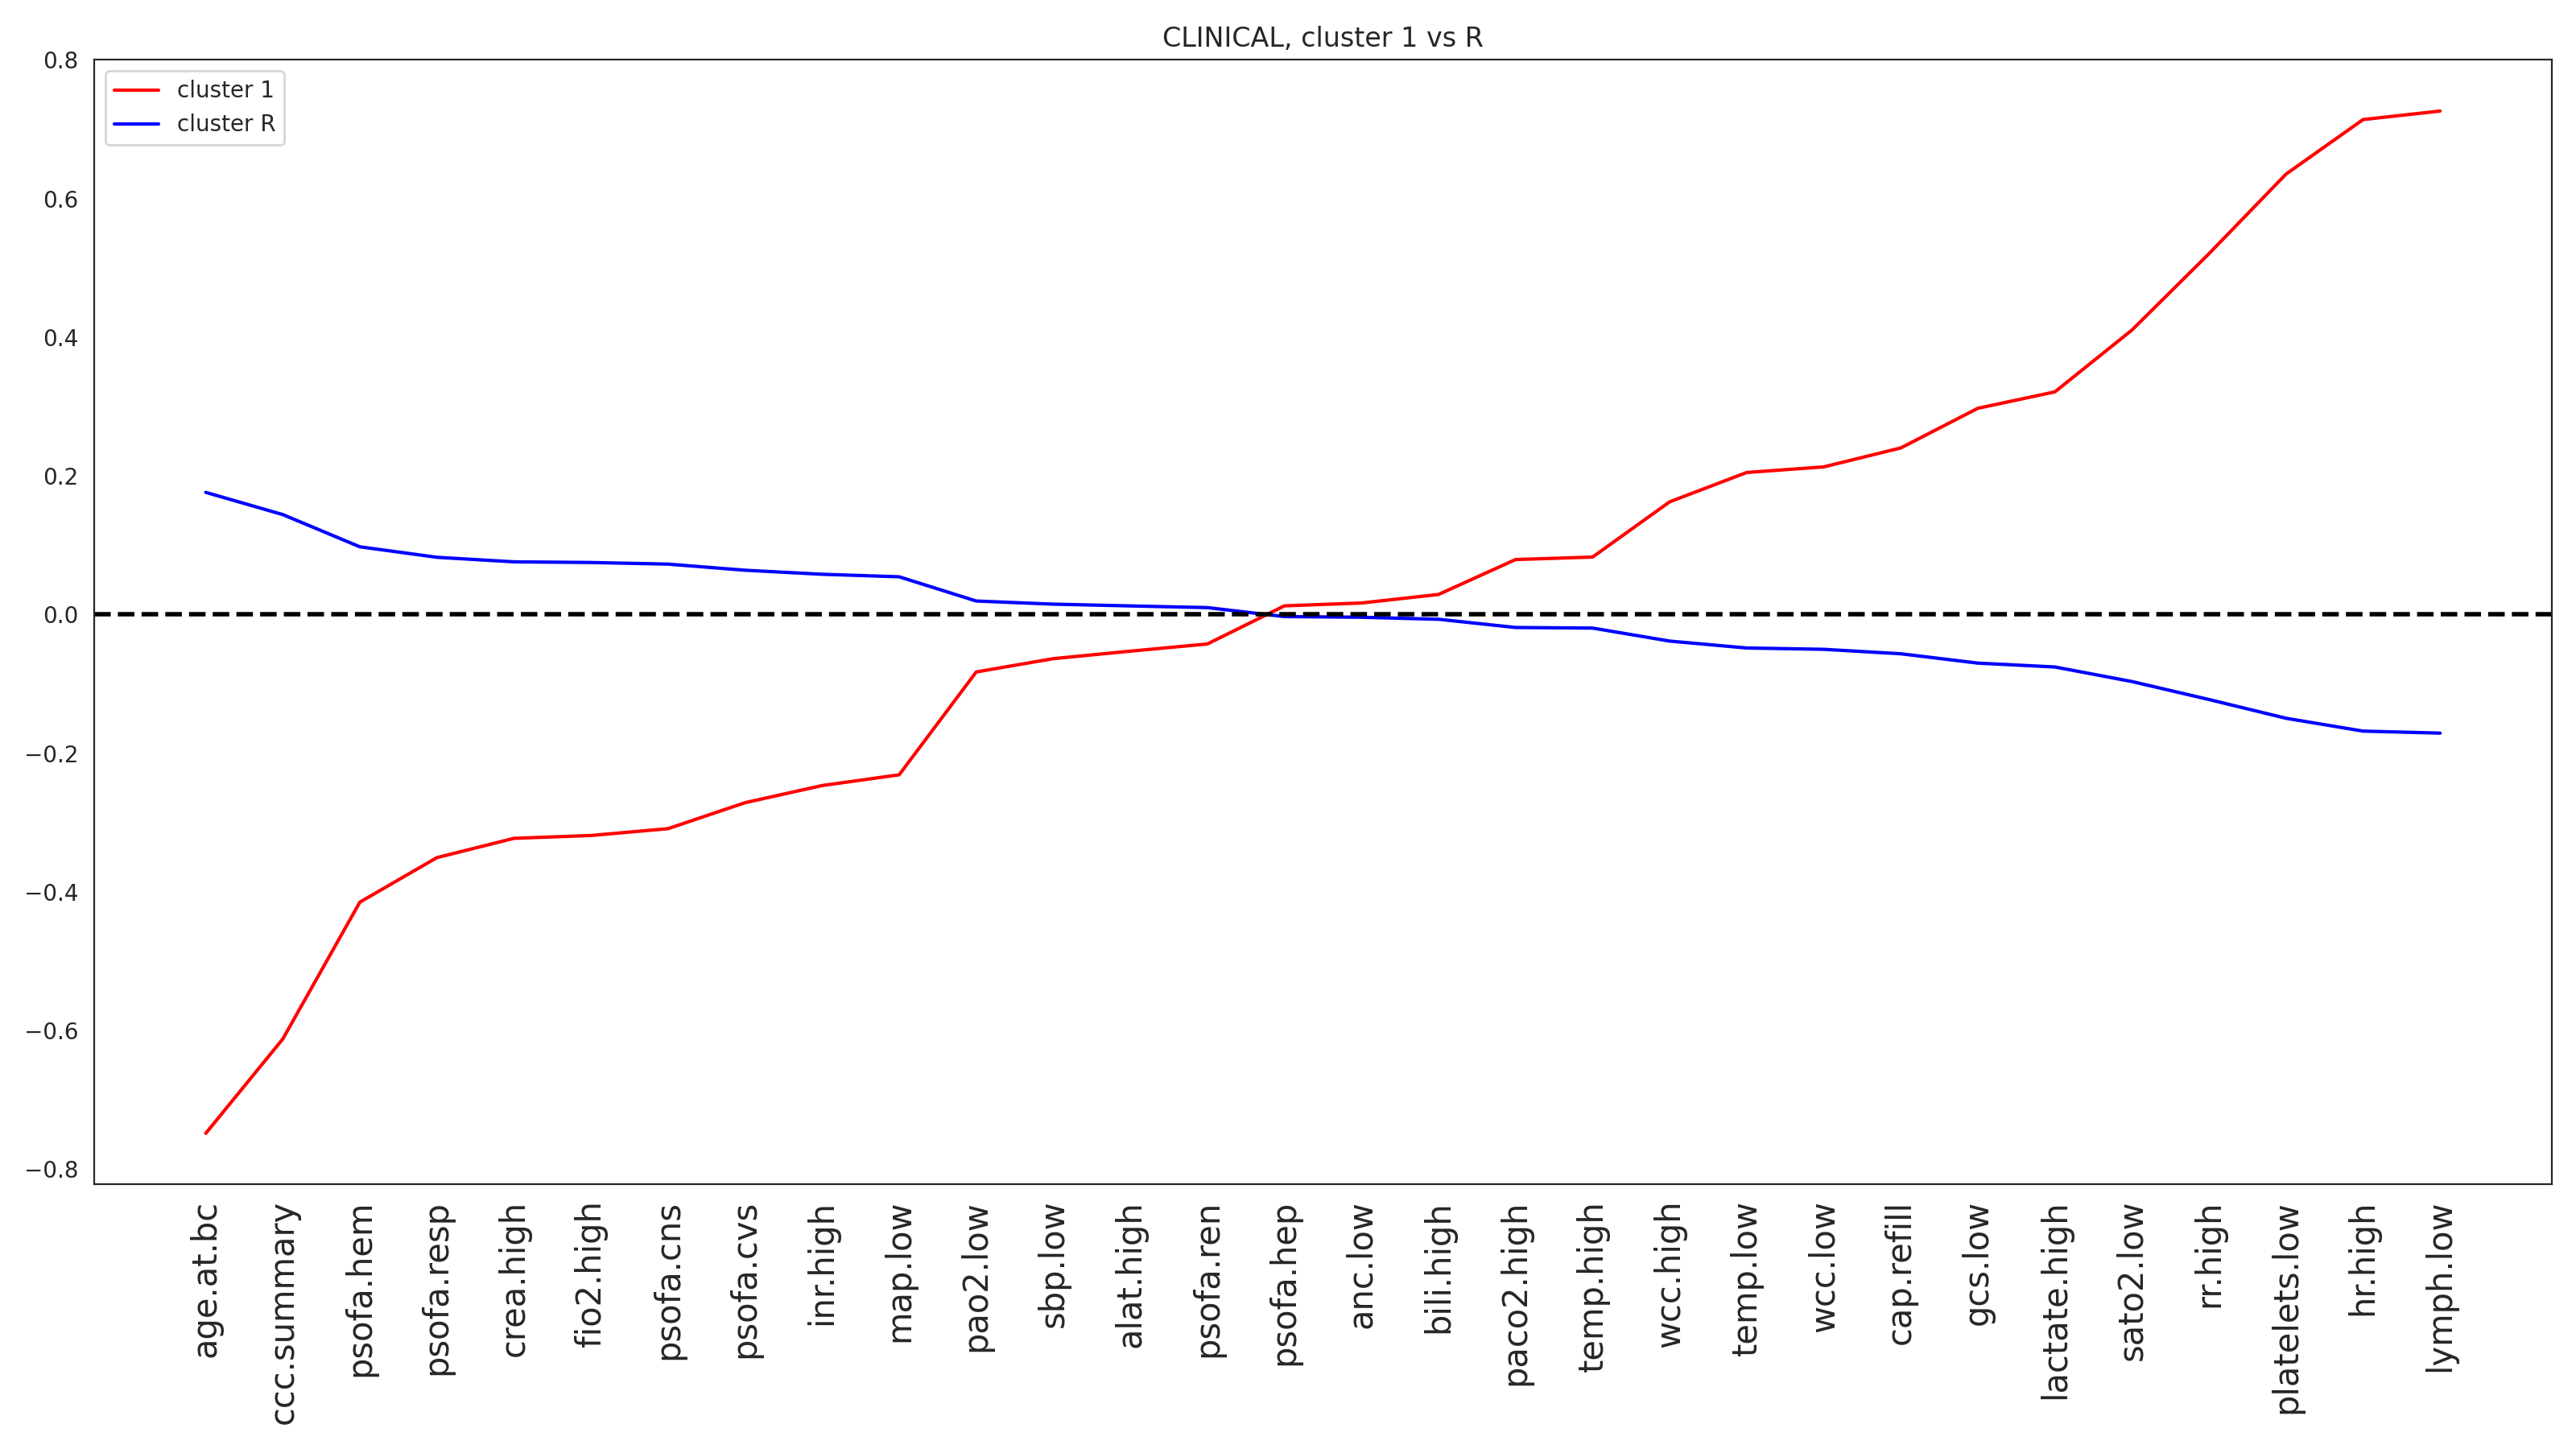 CLINICAL, cluster 1 vs R
cluster 1
cluster R
0.8
0.6
0.4
0.2
0.0
−0.2
−0.4
−0.6
−0.8
age.at.bc
ccc.summary
psofa.hem
psofa.resp
crea.high
fio2.high
psofa.cns
psofa.cvs
inr.high
map.low
pao2.low
sbp.low
alat.high
psofa.ren
psofa.hep
anc.low
bili.high
paco2.high
temp.high
wcc.high
temp.low
wcc.low
cap.refill
gcs.low
lactate.high
sato2.low
rr.high
platelets.low
hr.high
lymph.low